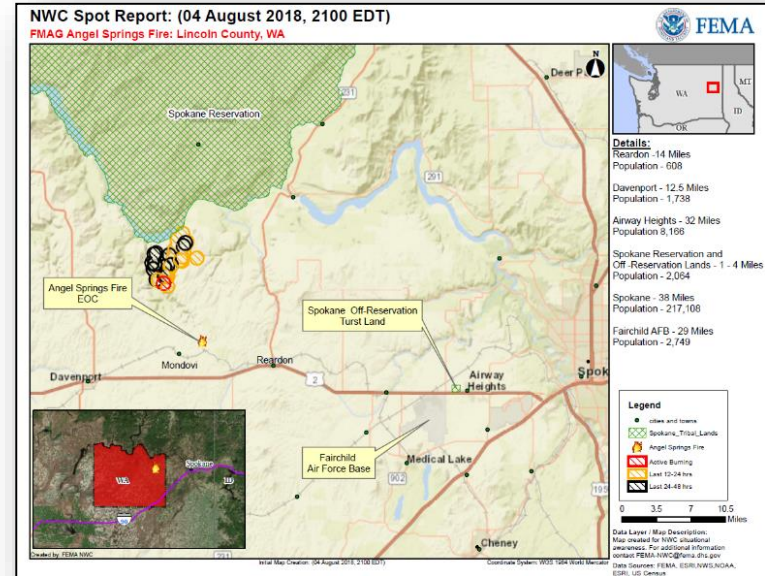 NWC Spot Report: (04 August 2018, 2100 EDT)
FMAG Angel Springs Fire: Lincoln County, WA
FEMA
N
Deer P
231
Spokane Reservation
291
WA
MT
ID
OR
Details:
Reardon -14 Miles
Population - 608
Davenport - 12.5 Miles
Population - 1,738
Airway Heights - 32 Miles
Population 8,166
Spokane Reservation and
Off -Reservation Lands - 1 - 4 Miles
Population - 2,064
Spokane - 38 Miles
Population - 217,108
Fairchild AFB - 29 Miles
Population - 2,749
Angel Springs Fire
EOC
Spokane Off-Reservation
Turst Land
Mondovi
Reardon
Davenport
2
Airway
Heights
Spok
Fairchild
Air Force Base
Medical Lake
902
195
Cheney
231
WA
Spokane
ID
90
Legend
cities and towns
Spokane_Tribal_Lands
Angel Springs Fire
Active Burning
Last 12-24 hrs
Last 24-48 hrs
0 3.5 7 10.5
Miles
Data Layer / Map Description:
Map created for NWC situational
awareness. For additional information
contact FEMA-NWC@fema.dhs.gov
Data Sources: FEMA, ESRI,NWS,NOAA,
ESRI, US Census
Created by: FEMA NWC
Initial Map Creation: (04 August 2018, 2100 EDT)
Coordinate System: WGS 1984 World Mercator